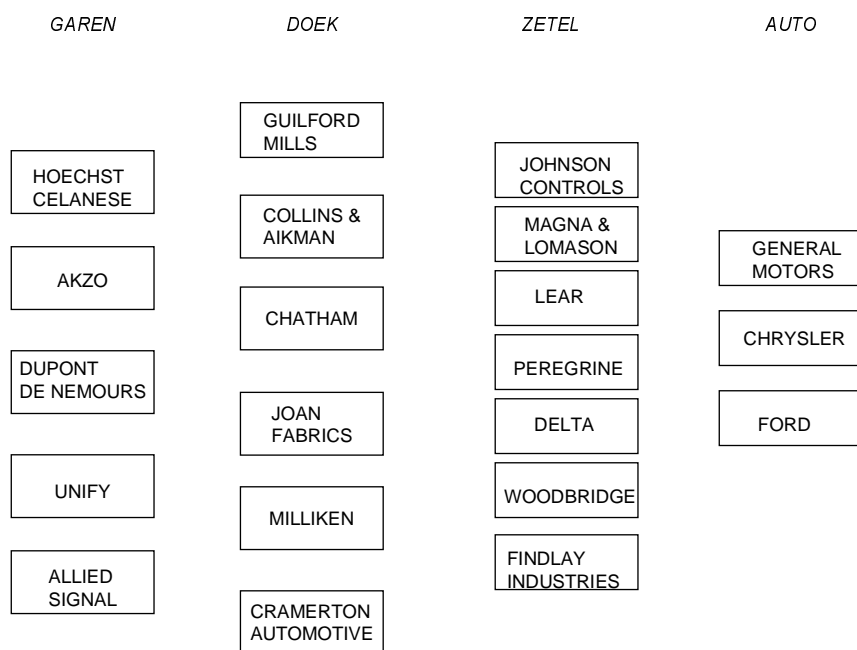 GAREN
DOEK
ZETEL
AUTO
HOECHST
CELANESE
AKZO
DUPONT
DE NEMOURS
UNIFY
ALLIED
SIGNAL
GUILFORD
MILLS
COLLINS &
AIKMAN
CHATHAM
JOAN
FABRICS
MILLIKEN
CRAMERTON
AUTOMOTIVE
JOHNSON
CONTROLS
MAGNA &
LOMASON
LEAR
PEREGRINE
DELTA
WOODBRIDGE
FINDLAY
INDUSTRIES
GENERAL
MOTORS
CHRYSLER
FORD